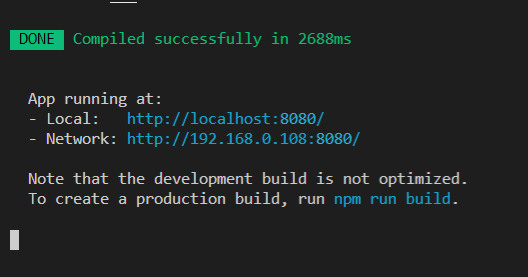 DONE Compiled successfully in 2688ms
App running at:
- Local: http://localhost:8080/
- Network: http://192.168.0.108:8080/
Note that the development build is not optimized.
To create a production build, run npm run build.